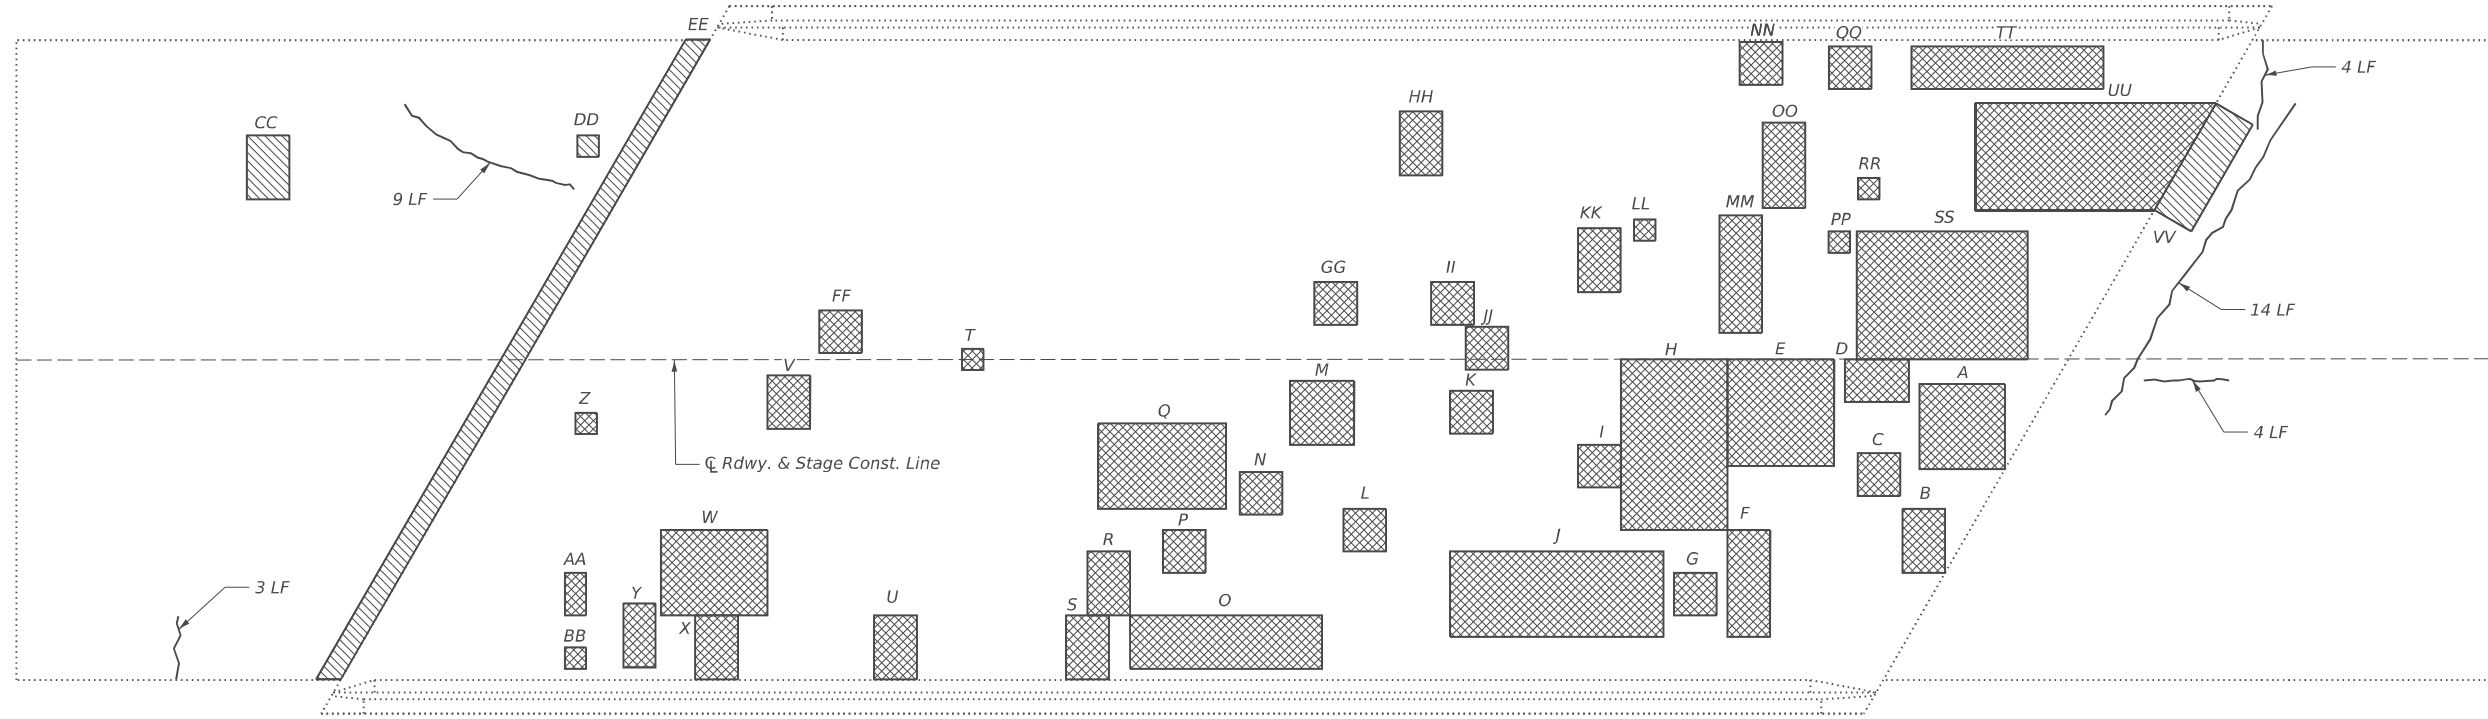 EE
NN
QQ
TT
4 LF
UU
HH
OO
CC
DD
RR
9 LF
LL
KK
MM
PP
SS
VV
GG
II
FF
JJ
14 LF
T
V
H
E
D
M
K
A
Z
Q
I
4 LF
C
N
℄ Rdwy. & Stage Const. Line
L
B
W
P
F
R
J
AA
G
3 LF
Y
U
S
O
X
BB